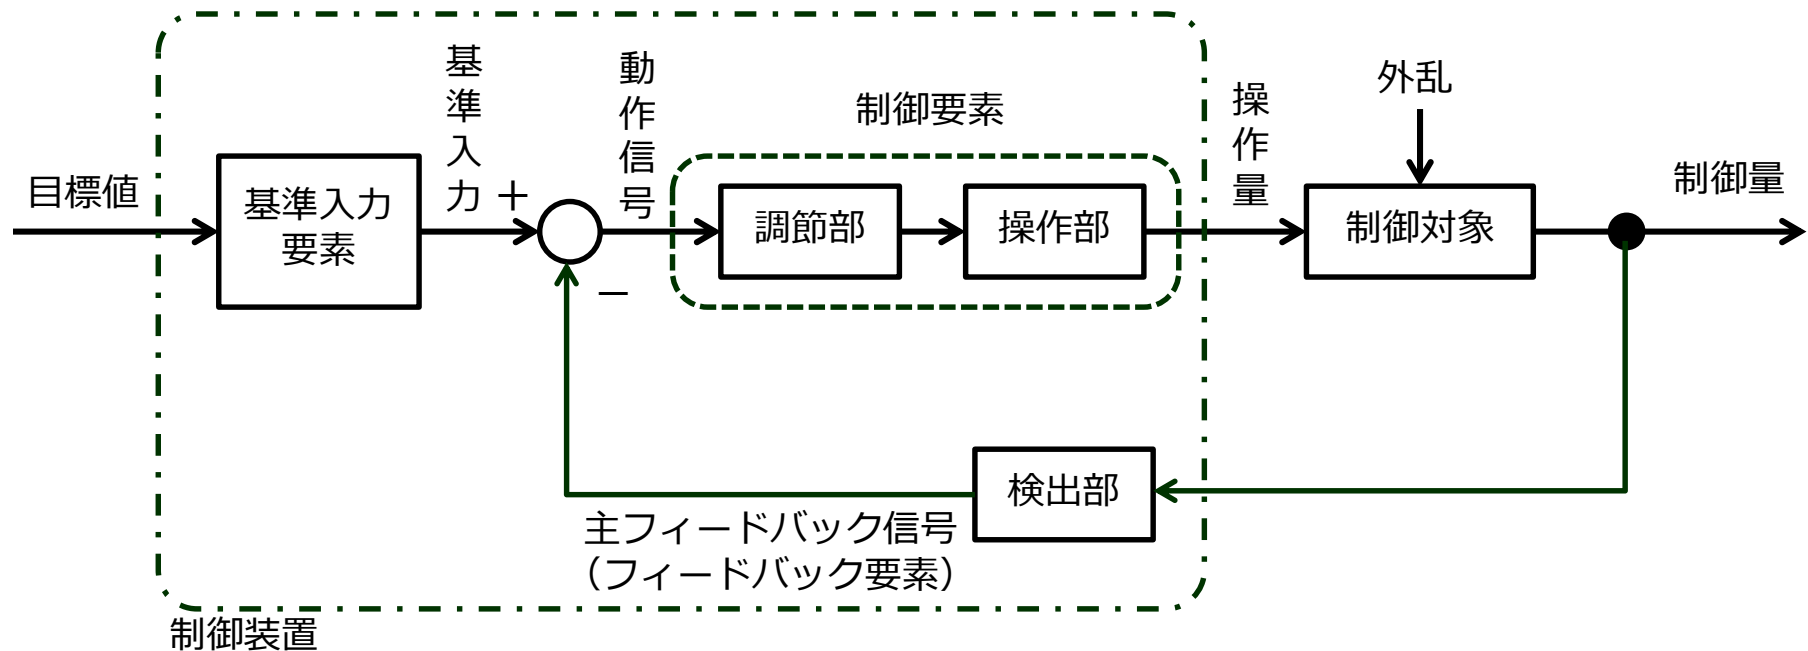 目標値
基準入力
要素
基準入力
＋
－
動作信号
制御要素
調節部
操作部
操作量
外乱
制御対象
制御量
検出部
主フィードバック信号
（フィードバック要素）
制御装置